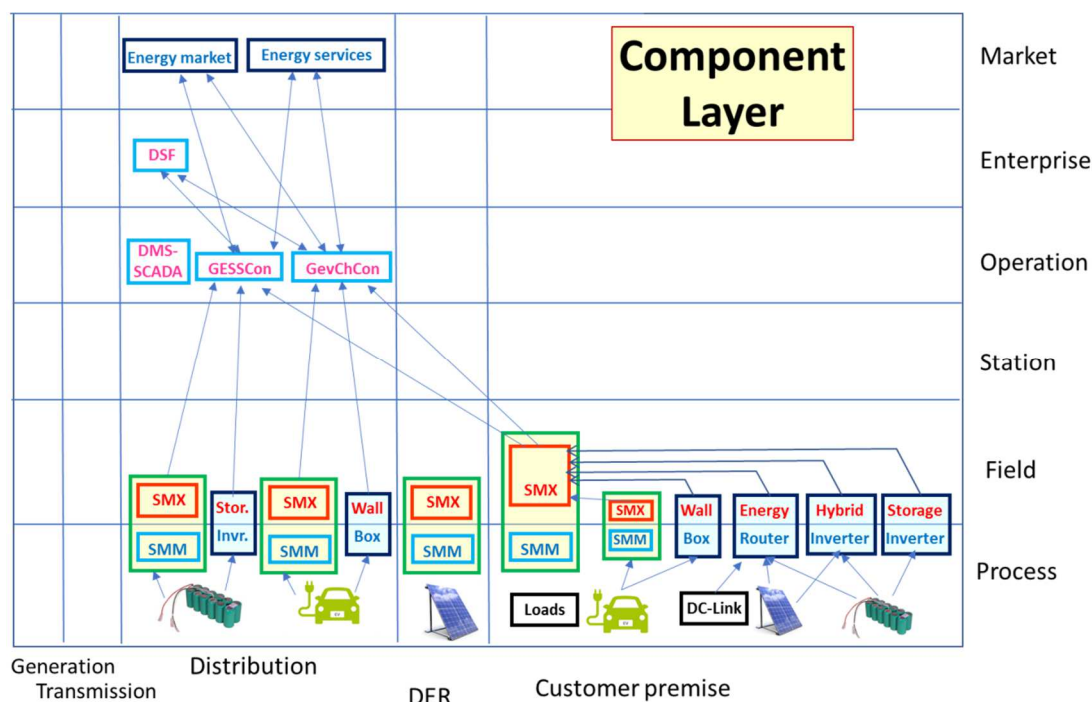 Component
Layer
Market
Energy market
Energy services
Enterprise
DSF
Operation
DMS-
SCADA
GESSCon
GevChCon
Station
Field
SMX
Stor.
SMX
Wall
SMX
SMX
SMX
Wall
Energy
Hybrid
Storage
SMM
Invr.
SMM
Box
SMM
SMM
SMM
Box
Router
Inverter
Inverter
Process
Loads
DC-Link
EV
Generation
Transmission
Distribution
DER
Customer premise